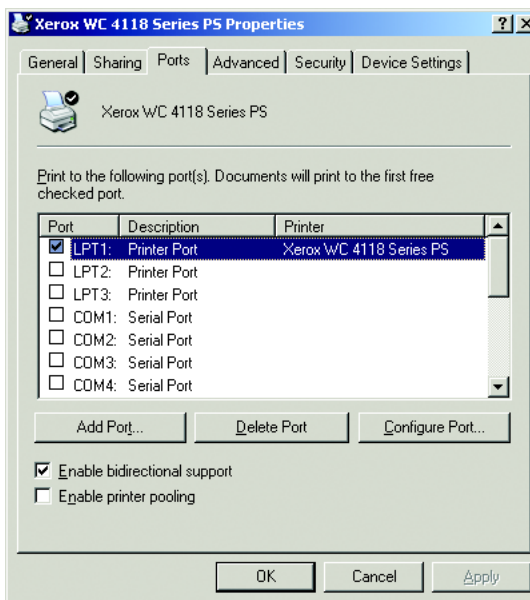 Xerox WC 4118 Series PS Properties
General Sharing Ports Advanced Security Device Settings
Xerox WC 4118 Series PS
Print to the following port(s). Documents will print to the first free
checked port.
Port Description Printer
LPT1: Printer Port Xerox WC 4118 Series PS
LPT2: Printer Port
LPT3: Printer Port
COM1: Serial Port
COM2: Serial Port
COM3: Serial Port
COM4: Serial Port
Add Port... Delete Port Configure Port...
Enable bidirectional support
Enable printer pooling
OK Cancel Apply